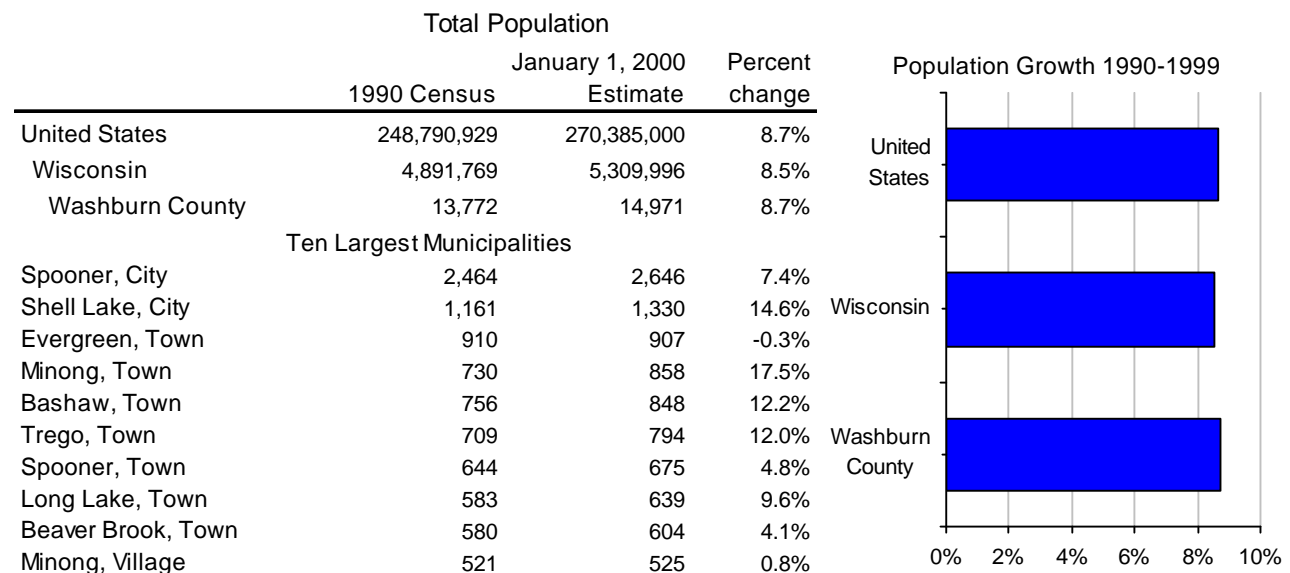 Total Population
January 1, 2000 Percent
1990 Census Estimate change
United States 248,790,929 270,385,000 8.7%
Wisconsin 4,891,769 5,309,996 8.5%
Washburn County 13,772 14,971 8.7%
Ten Largest Municipalities
Spooner, City 2,464 2,646 7.4%
Shell Lake, City 1,161 1,330 14.6%
Evergreen, Town 910 907 -0.3%
Minong, Town 730 858 17.5%
Bashaw, Town 756 848 12.2%
Trego, Town 709 794 12.0%
Spooner, Town 644 675 4.8%
Long Lake, Town 583 639 9.6%
Beaver Brook, Town 580 604 4.1%
Minong, Village 521 525 0.8%
Population Growth 1990-1999
United
States
Wisconsin
Washburn
County
0% 2% 4% 6% 8% 10%